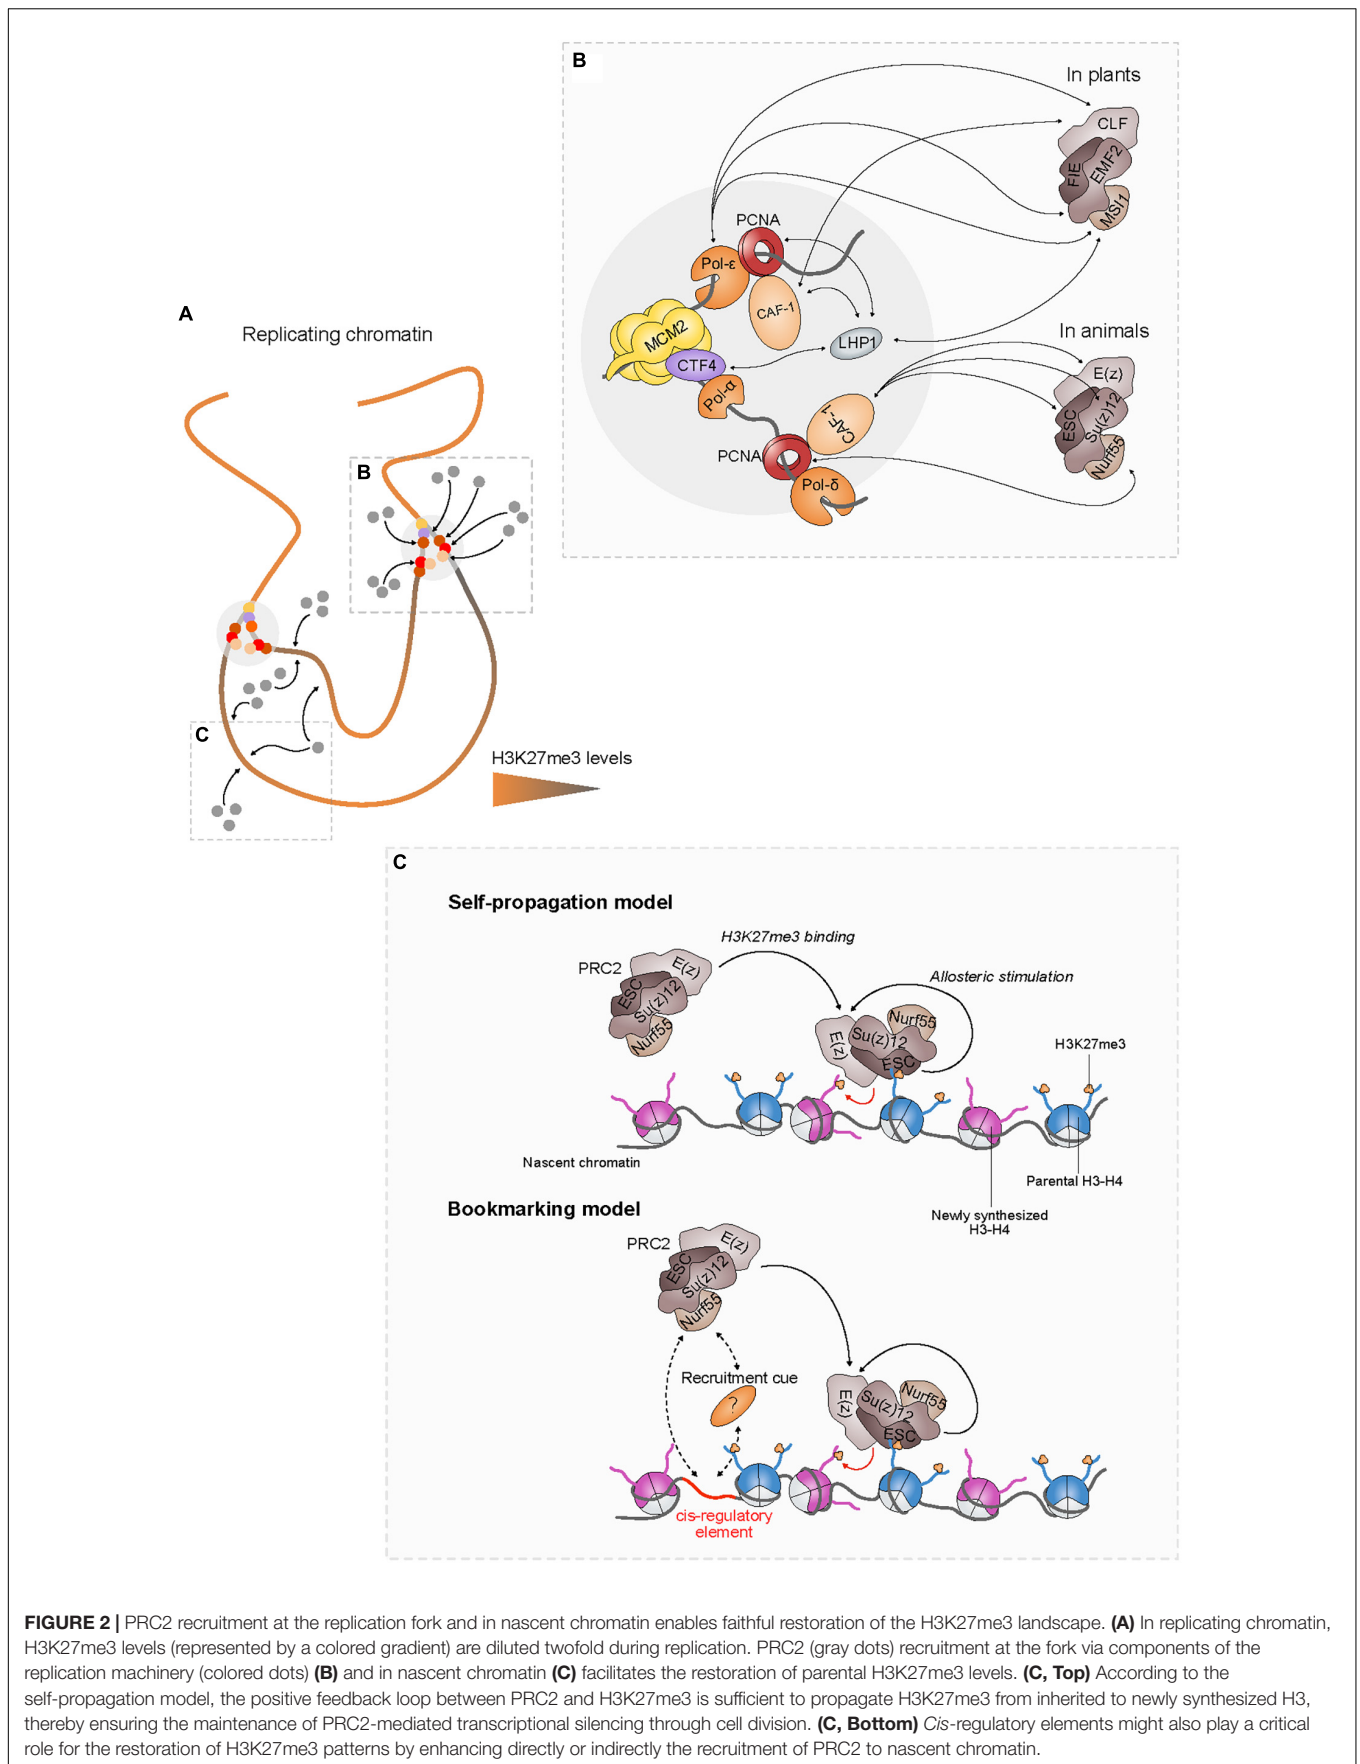 A
Replicating chromatin
B
C
H3K27me3 levels
B
In plants
CLF
FIE
EMF2
MSI1
PCNA
Pol-ε
CAF-1
MCM2
LHP1
CTF4
Pol-α
In animals
E(z)
ESC
Su(z)12
Nurf55
CAF-1
PCNA
Pol-δ
C
Self-propagation model
H3K27me3 binding
PRC2
E(z)
ESC
Su(z)12
Nurf55
Allosteric stimulation
Nurf55
E(z)
Su(z)12
ESC
H3K27me3
Nascent chromatin
Parental H3-H4
Newly synthesized
H3-H4
Bookmarking model
PRC2
E(z)
ESC
Su(z)12
Nurf55
Recruitment cue
?
E(z)
Su(z)12
Nurf55
ESC
cis-regulatory
element
FIGURE 2 | PRC2 recruitment at the replication fork and in nascent chromatin enables faithful restoration of the H3K27me3 landscape. (A) In replicating chromatin,
H3K27me3 levels (represented by a colored gradient) are diluted twofold during replication. PRC2 (gray dots) recruitment at the fork via components of the
replication machinery (colored dots) (B) and in nascent chromatin (C) facilitates the restoration of parental H3K27me3 levels. (C, Top) According to the
self-propagation model, the positive feedback loop between PRC2 and H3K27me3 is sufficient to propagate H3K27me3 from inherited to newly synthesized H3,
thereby ensuring the maintenance of PRC2-mediated transcriptional silencing through cell division. (C, Bottom) Cis-regulatory elements might also play a critical
role for the restoration of H3K27me3 patterns by enhancing directly or indirectly the recruitment of PRC2 to nascent chromatin.